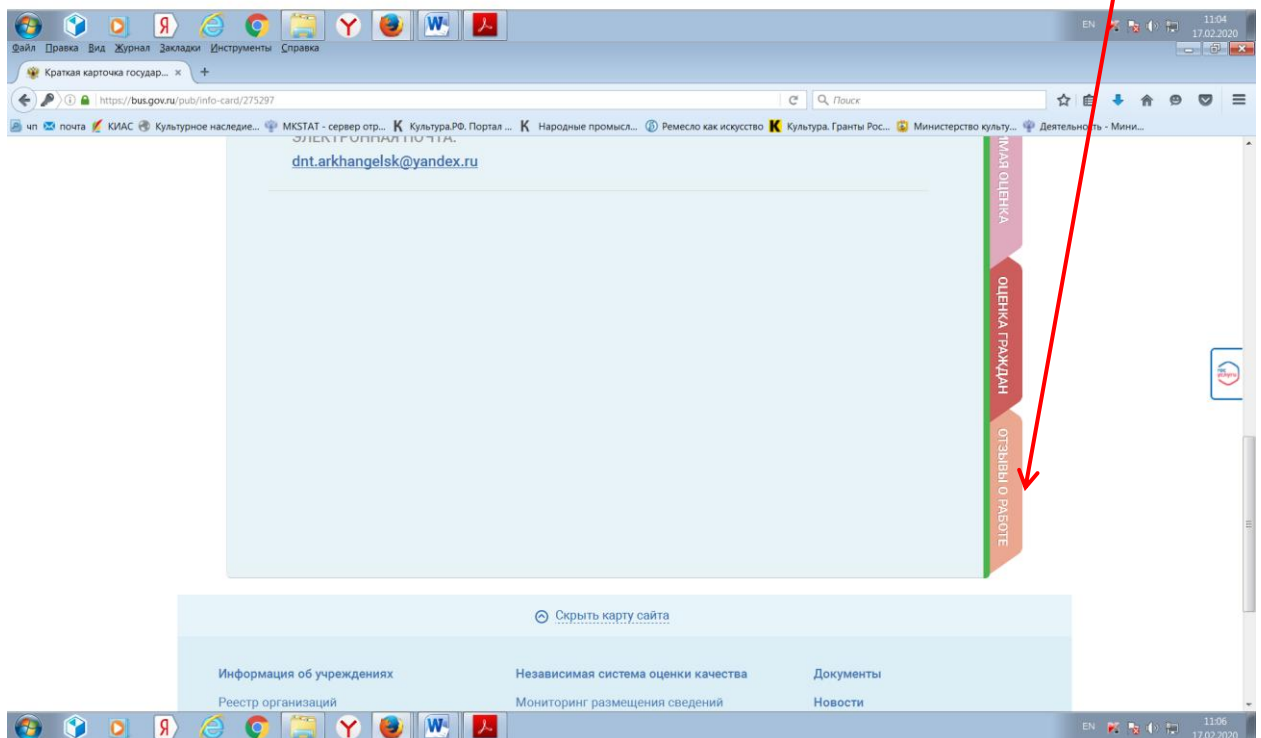 EN
11:04
17.02.2020
Файл Правка Вид Журнал Закладки Инструменты Справка
Краткая карточка государ... × +
https://bus.gov.ru/pub/info-card/275297
Поиск
чп почта КИАС Культурное наследие... MKSTAT - сервер отр... Культура.РФ. Портал ... Народные промысл... Ремесло как искусство Культура. Гранты Рос... Министерство культу... Деятельность - Мини...
ЭЛЕКТРОННАЯ ПОЧТА:
dnt.arkhangelsk@yandex.ru
ОЦЕНКА
ОЦЕНКА ГРАЖДАН
ОТЗЫВЫ О РАБОТЕ
Скрыть карту сайта
Информация об учреждениях Независимая система оценки качества Документы
Реестр организаций Мониторинг размещения сведений Новости
EN
11:06
17.02.2020